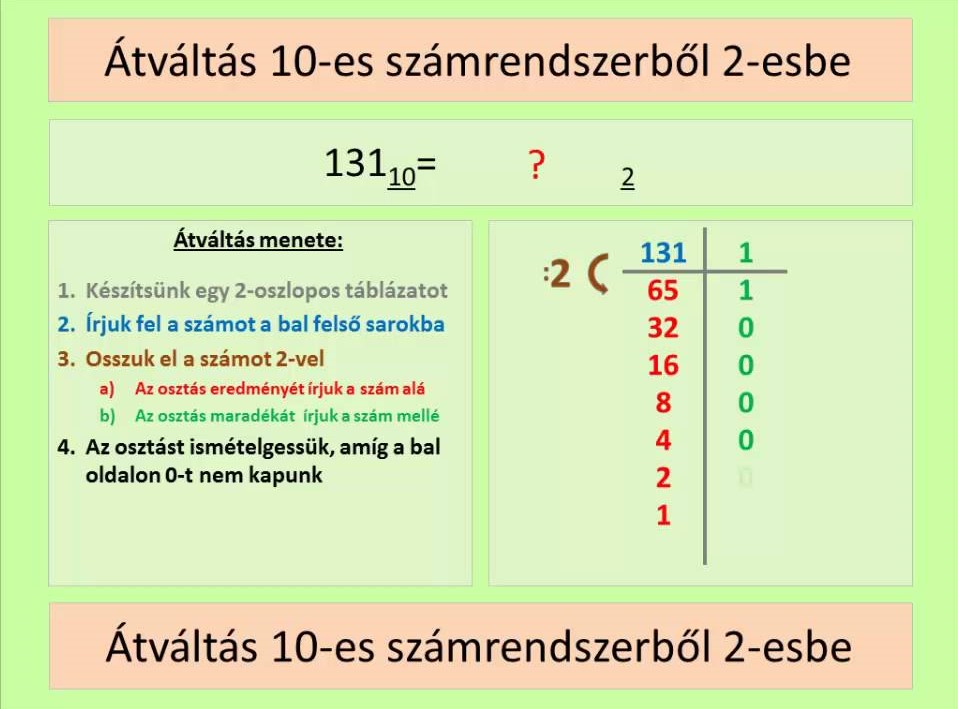 Átváltás 10-es számrendszerből 2-esbe
13110= ? 2
Átváltás menete:
1. Készítsünk egy 2-oszlopos táblázatot
2. Írjuk fel a számot a bal felső sarokba
3. Osszuk el a számot 2-vel
a) Az osztás eredményét írjuk a szám alá
b) Az osztás maradékát írjuk a szám mellé
4. Az osztást ismételgessük, amíg a bal
oldalon 0-t nem kapunk
:2
131 1
65 1
32 0
16 0
8 0
4 0
2 0
1
Átváltás 10-es számrendszerből 2-esbe